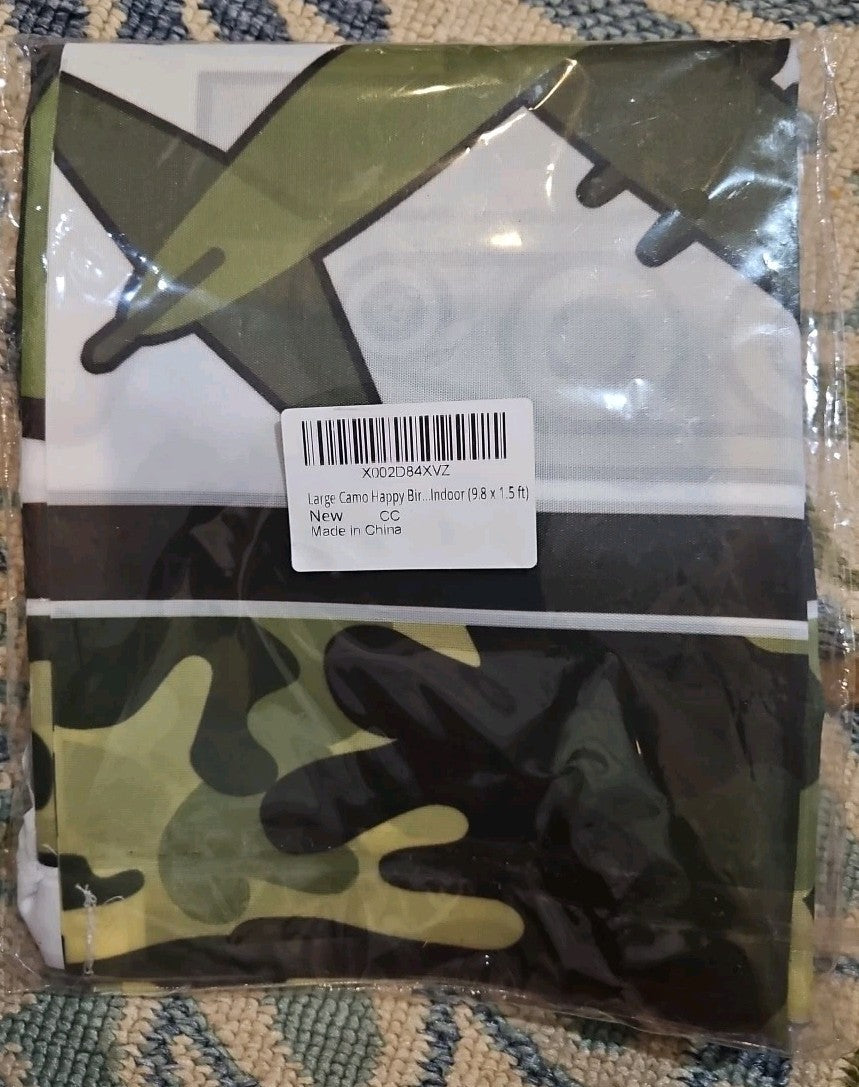 X002D84XVZ
Large Camo Happy Bir...Indoor (9.8 x 1.5 ft)
New CC
Made in China